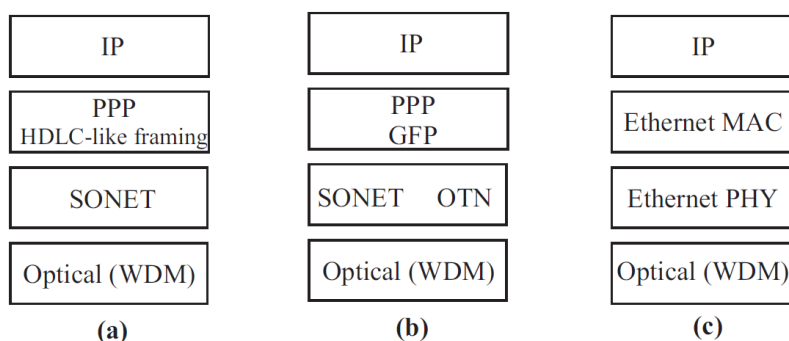 IP
PPP
HDLC-like framing
SONET
Optical (WDM)
(a)
IP
PPP
GFP
SONET OTN
Optical (WDM)
(b)
IP
Ethernet MAC
Ethernet PHY
Optical (WDM)
(c)